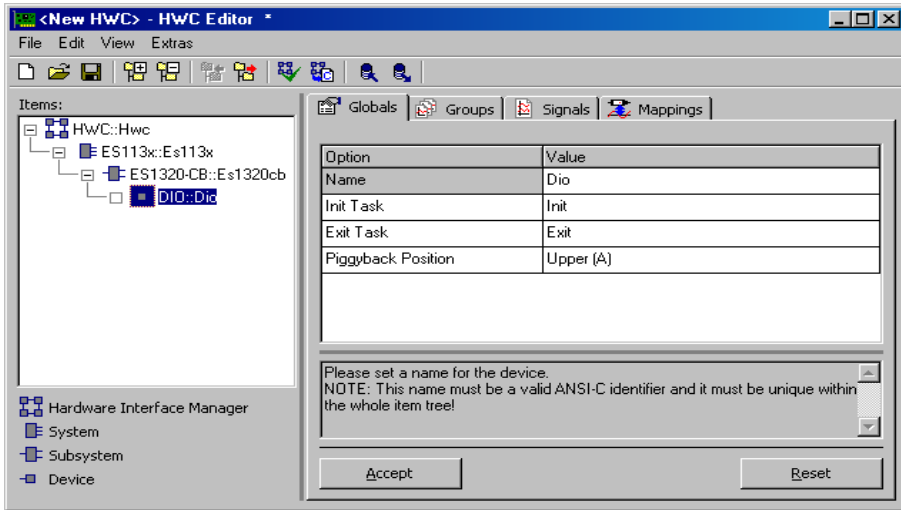 <New HWC> - HWC Editor *
File Edit View Extras
Items:
HWC::Hwc
ES113x::Es113x
ES1320-CB::Es1320cb
DIO::Dio
Hardware Interface Manager
System
Subsystem
Device
Globals Groups Signals Mappings
Option Value
Name Dio
Init Task Init
Exit Task Exit
Piggyback Position Upper (A)
Please set a name for the device.
NOTE: This name must be a valid ANSI-C identifier and it must be unique within
the whole item tree!
Accept Reset